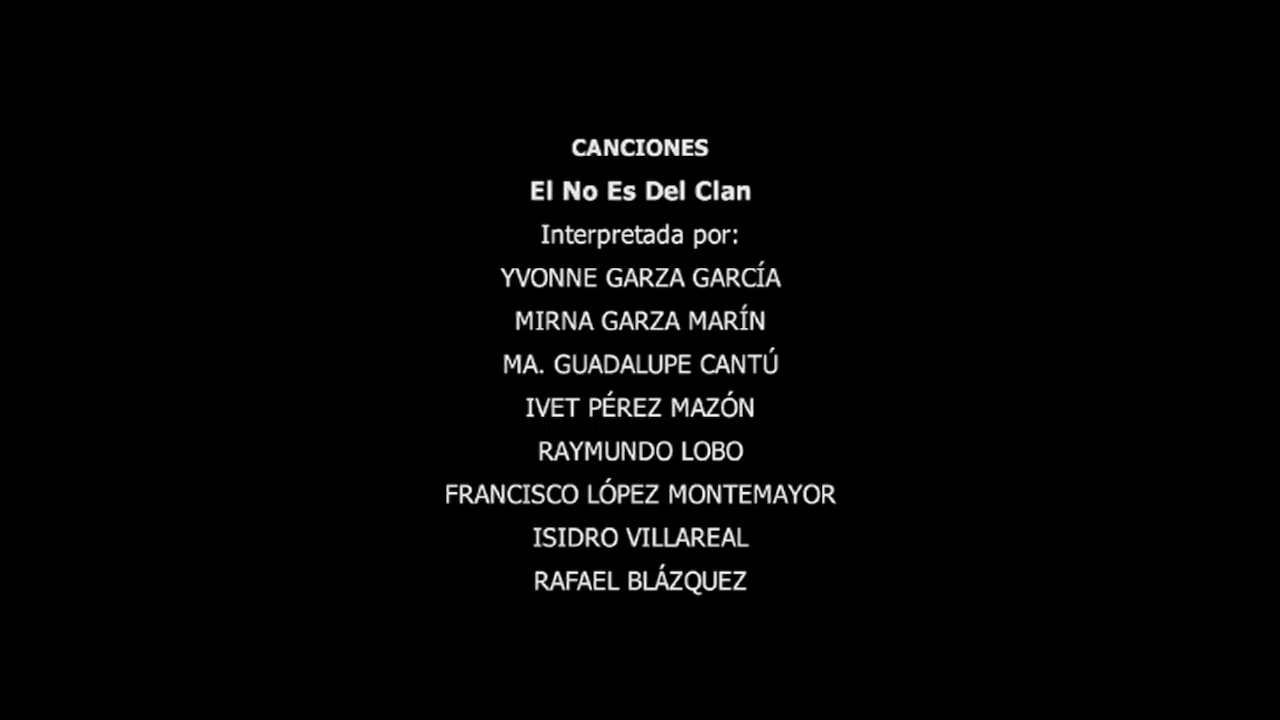 CANCIONES
El No Es Del Clan
Interpretada por:
YVONNE GARZA GARCÍA
MIRNA GARZA MARÍN
MA. GUADALUPE CANTÚ
IVET PÉREZ MAZÓN
RAYMUNDO LOBO
FRANCISCO LÓPEZ MONTEMAYOR
ISIDRO VILLAREAL
RAFAEL BLÁZQUEZ